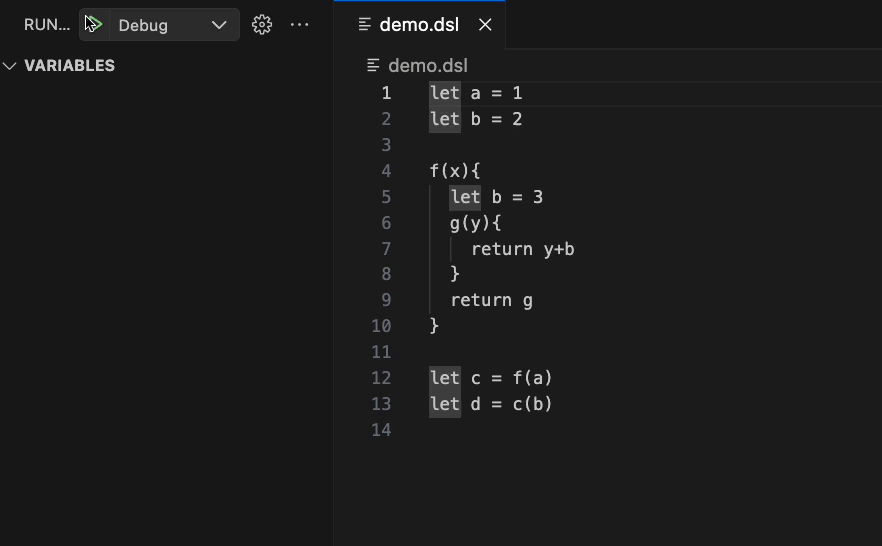 RUN... Debug
VARIABLES
demo.dsl
demo.dsl
1 let a = 1
2 let b = 2
3
4 f(x){
5   let b = 3
6   g(y){
7     return y+b
8   }
9   return g
10 }
11
12 let c = f(a)
13 let d = c(b)
14